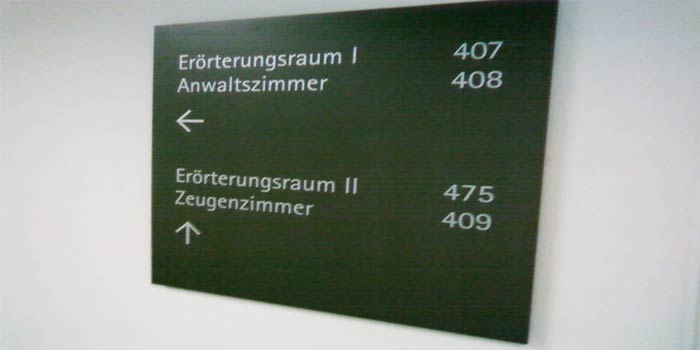 Erörterungsraum I 407
Anwaltszimmer 408
←
Erörterungsraum II 475
Zeugenzimmer 409
↑